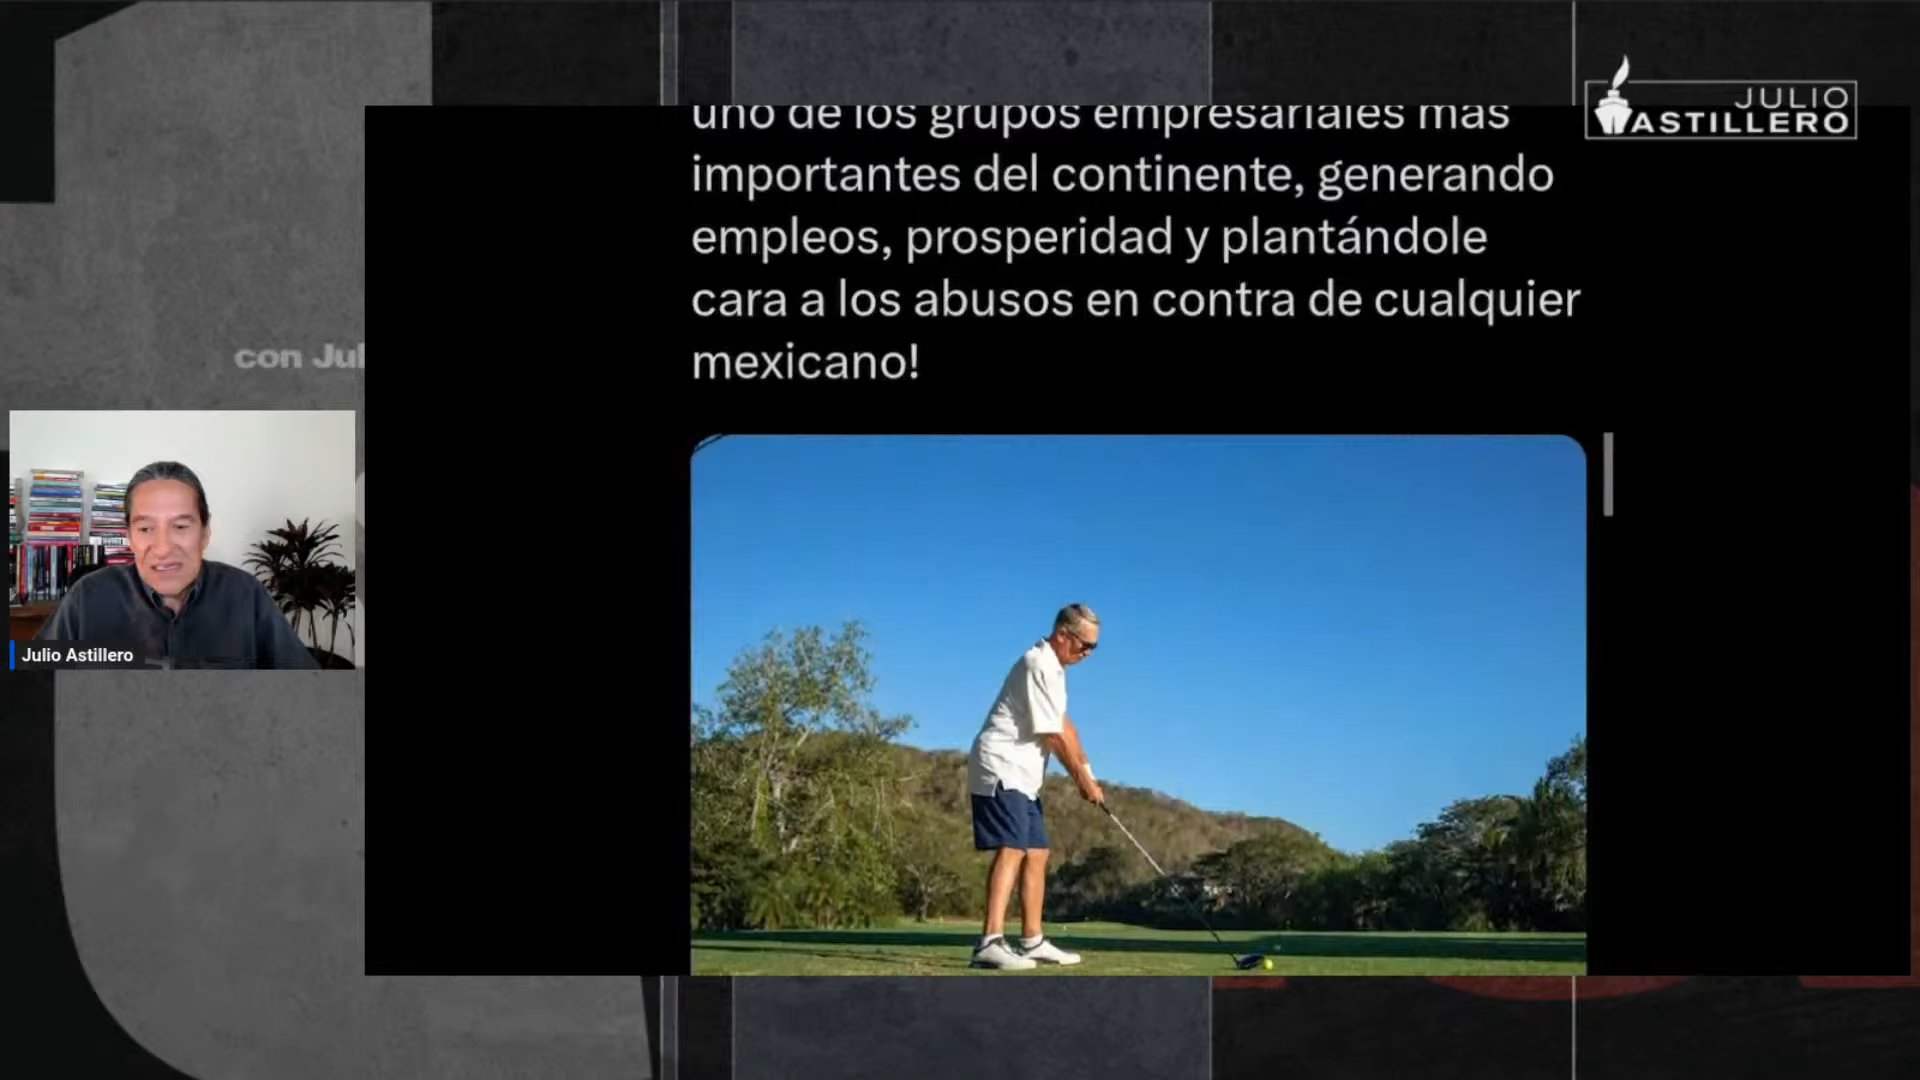 uno de los grupos empresariales más
importantes del continente, generando
empleos, prosperidad y plantándole
cara a los abusos en contra de cualquier
mexicano!
JULIO
ASTILLERO
con Jul
Julio Astillero